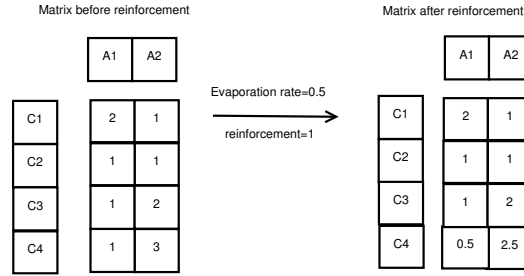 Matrix before reinforcement
Matrix after reinforcement
A1 A2
A1 A2
Evaporation rate=0.5
reinforcement=1
C1 2 1
C2 1 1
C3 1 2
C4 1 3
C1 2 1
C2 1 1
C3 1 2
C4 0.5 2.5